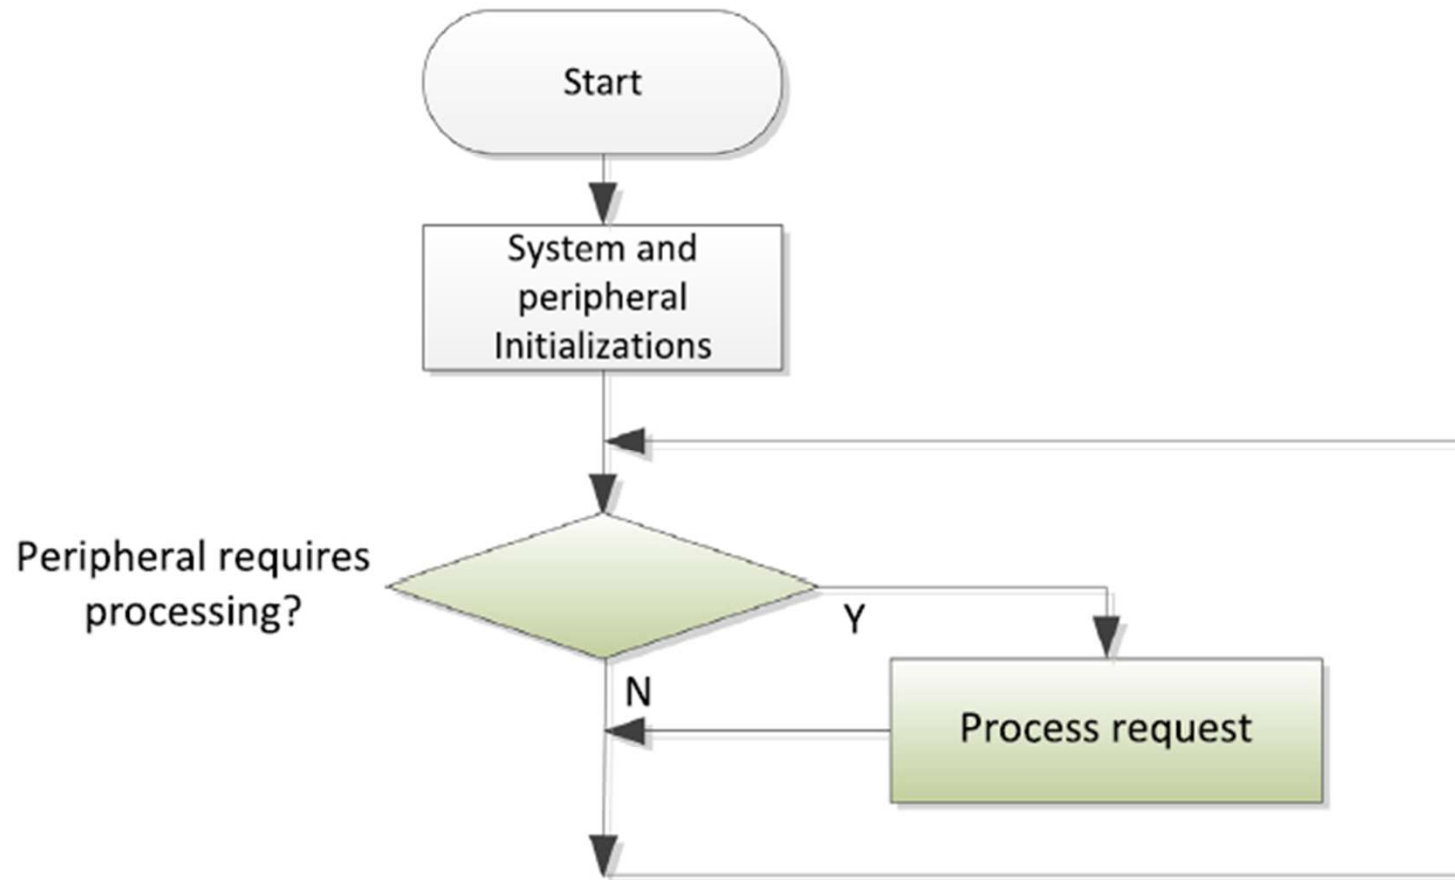 Start
System and
peripheral
Initializations
Peripheral requires
processing?
Y
N
Process request